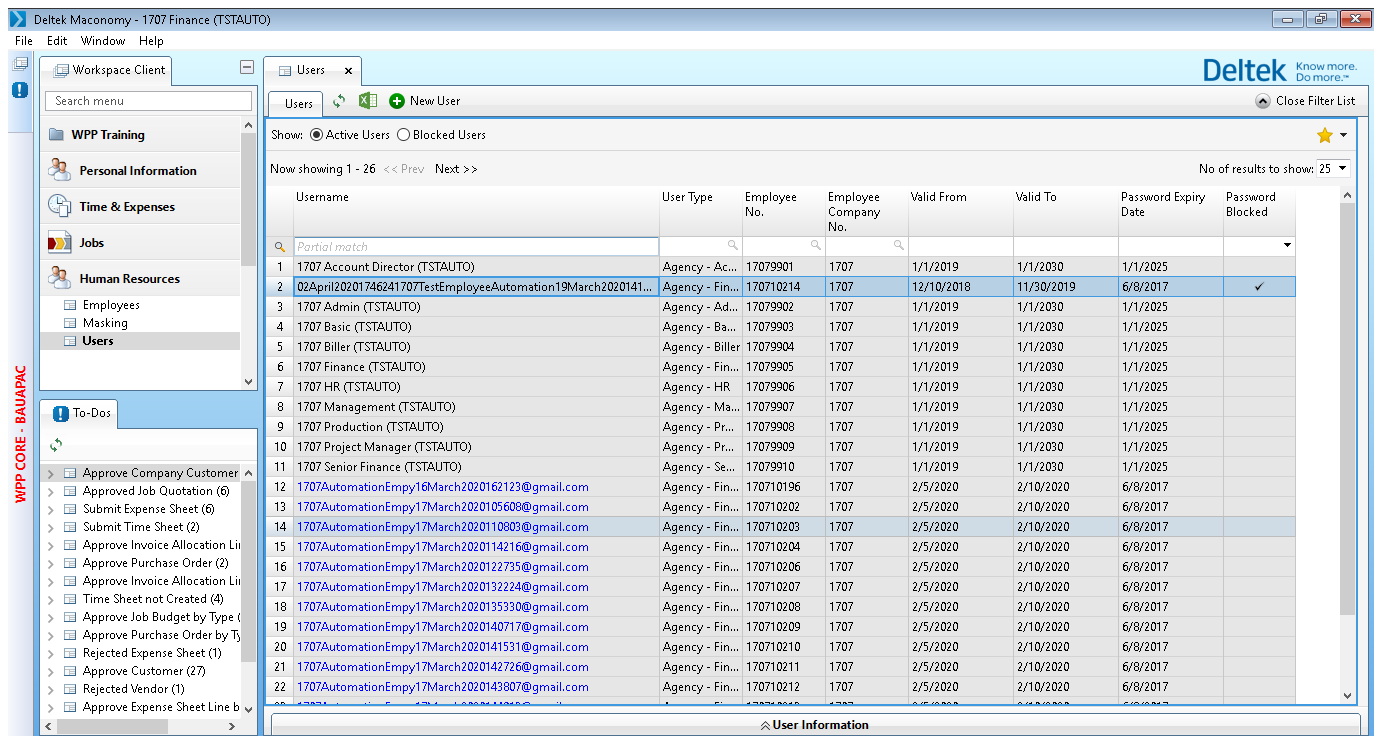 Deltek Maconomy - 1707 Finance (TSTAUTO)
File Edit Window Help
WPP CORE - BAUAPAC
Workspace Client
Search menu
WPP Training
Personal Information
Time & Expenses
Jobs
Human Resources
Employees
Masking
Users
To-Dos
Approve Company Customer
Approved Job Quotation (6)
Submit Expense Sheet (6)
Submit Time Sheet (2)
Approve Invoice Allocation Li
Approve Purchase Order (2)
Approve Invoice Allocation Li
Time Sheet not Created (4)
Approve Job Budget by Type (
Approve Purchase Order by Ty
Rejected Expense Sheet (1)
Approve Customer (27)
Rejected Vendor (1)
Approve Expense Sheet Line b
Users
Deltek Know more. Do more.™
Users New User Close Filter List
Show: Active Users Blocked Users
Now showing 1 - 26 << Prev Next >> No of results to show: 25
Username User Type Employee No. Employee Company No. Valid From Valid To Password Expiry Date Password Blocked
Partial match
1 1707 Account Director (TSTAUTO) Agency - Ac... 17079901 1707 1/1/2019 1/1/2030 1/1/2025
2 02April20201746241707TestEmployeeAutomation19March2020141... Agency - Fin... 170710214 1707 12/10/2018 11/30/2019 6/8/2017 ✓
3 1707 Admin (TSTAUTO) Agency - Ad... 17079902 1707 1/1/2019 1/1/2030 1/1/2025
4 1707 Basic (TSTAUTO) Agency - Ba... 17079903 1707 1/1/2019 1/1/2030 1/1/2025
5 1707 Biller (TSTAUTO) Agency - Biller 17079904 1707 1/1/2019 1/1/2030 1/1/2025
6 1707 Finance (TSTAUTO) Agency - Fin... 17079905 1707 1/1/2019 1/1/2030 1/1/2025
7 1707 HR (TSTAUTO) Agency - HR 17079906 1707 1/1/2019 1/1/2030 1/1/2025
8 1707 Management (TSTAUTO) Agency - Ma... 17079907 1707 1/1/2019 1/1/2030 1/1/2025
9 1707 Production (TSTAUTO) Agency - Pr... 17079908 1707 1/1/2019 1/1/2030 1/1/2025
10 1707 Project Manager (TSTAUTO) Agency - Pr... 17079909 1707 1/1/2019 1/1/2030 1/1/2025
11 1707 Senior Finance (TSTAUTO) Agency - Se... 17079910 1707 1/1/2019 1/1/2030 1/1/2025
12 1707AutomationEmpy16March2020162123@gmail.com Agency - Fin... 170710196 1707 2/5/2020 2/10/2020 6/8/2017
13 1707AutomationEmpy17March2020105608@gmail.com Agency - Fin... 170710202 1707 2/5/2020 2/10/2020 6/8/2017
14 1707AutomationEmpy17March2020110803@gmail.com Agency - Fin... 170710203 1707 2/5/2020 2/10/2020 6/8/2017
15 1707AutomationEmpy17March2020114216@gmail.com Agency - Fin... 170710204 1707 2/5/2020 2/10/2020 6/8/2017
16 1707AutomationEmpy17March2020122735@gmail.com Agency - Fin... 170710206 1707 2/5/2020 2/10/2020 6/8/2017
17 1707AutomationEmpy17March2020132224@gmail.com Agency - Fin... 170710207 1707 2/5/2020 2/10/2020 6/8/2017
18 1707AutomationEmpy17March2020135330@gmail.com Agency - Fin... 170710208 1707 2/5/2020 2/10/2020 6/8/2017
19 1707AutomationEmpy17March2020140717@gmail.com Agency - Fin... 170710209 1707 2/5/2020 2/10/2020 6/8/2017
20 1707AutomationEmpy17March2020141531@gmail.com Agency - Fin... 170710210 1707 2/5/2020 2/10/2020 6/8/2017
21 1707AutomationEmpy17March2020142726@gmail.com Agency - Fin... 170710211 1707 2/5/2020 2/10/2020 6/8/2017
22 1707AutomationEmpy17March2020143807@gmail.com Agency - Fin... 170710212 1707 2/5/2020 2/10/2020 6/8/2017
User Information